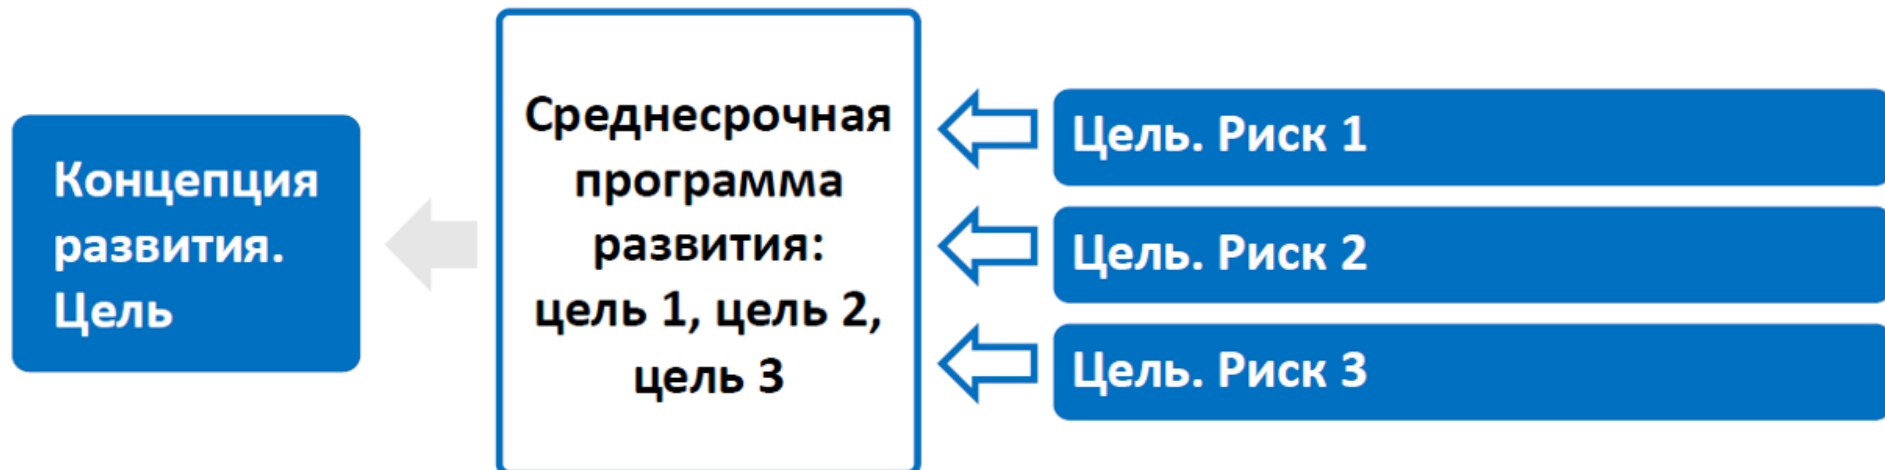 Концепция
развития.
Цель
Среднесрочная
программа
развития:
цель 1, цель 2,
цель 3
Цель. Риск 1
Цель. Риск 2
Цель. Риск 3